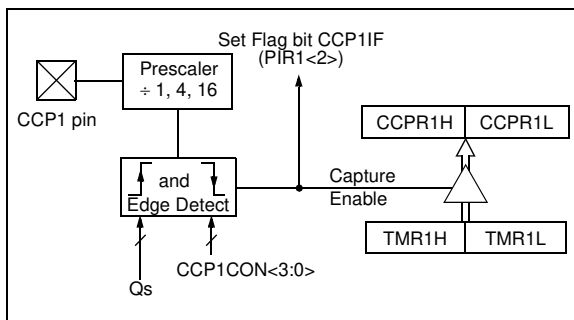 Set Flag bit CCP1IF
(PIR1<2>)
Prescaler
÷ 1, 4, 16
CCP1 pin
CCPR1H CCPR1L
and
Edge Detect
Capture
Enable
TMR1H TMR1L
CCP1CON<3:0>
Qs